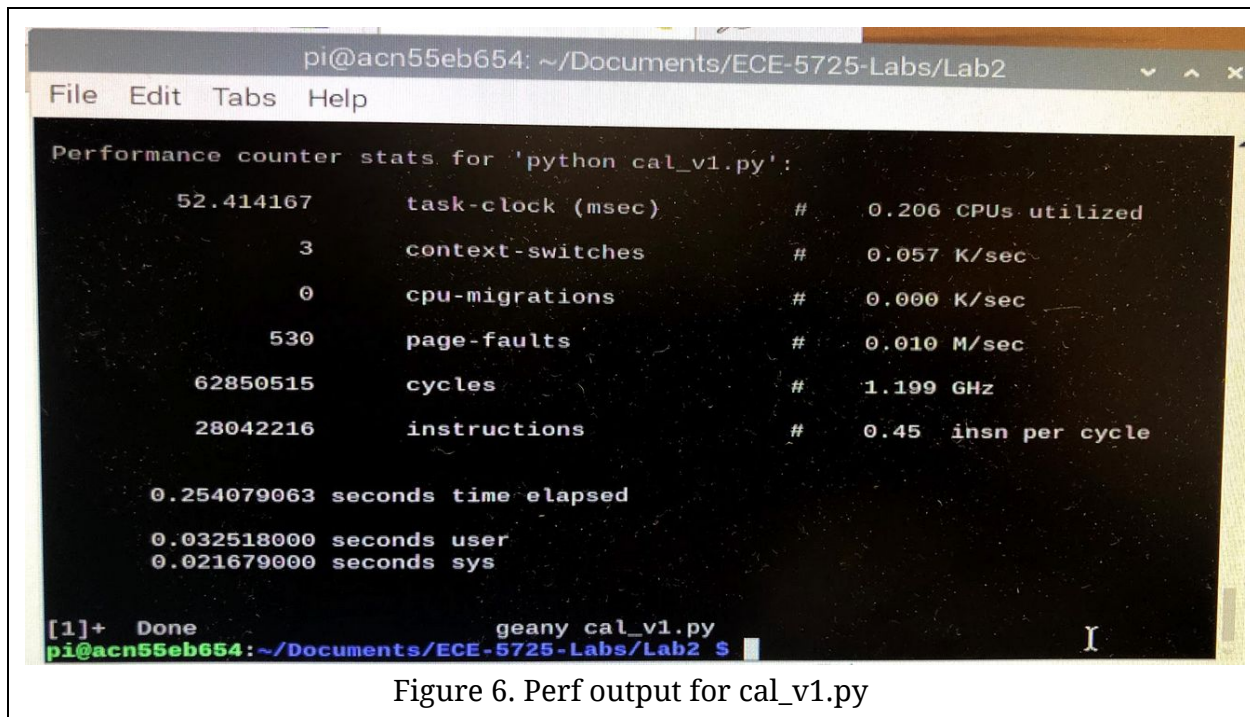 pi@acn55eb654: ~/Documents/ECE-5725-Labs/Lab2
File Edit Tabs Help
Performance counter stats for 'python cal_v1.py':
52.414167 task-clock (msec) # 0.206 CPUs utilized
3 context-switches # 0.057 K/sec
0 cpu-migrations # 0.000 K/sec
530 page-faults # 0.010 M/sec
62850515 cycles # 1.199 GHz
28042216 instructions # 0.45 insn per cycle
0.254079063 seconds time elapsed
0.032518000 seconds user
0.021679000 seconds sys
[1]+ Done geany cal_v1.py
pi@acn55eb654:~/Documents/ECE-5725-Labs/Lab2 $
Figure 6. Perf output for cal_v1.py